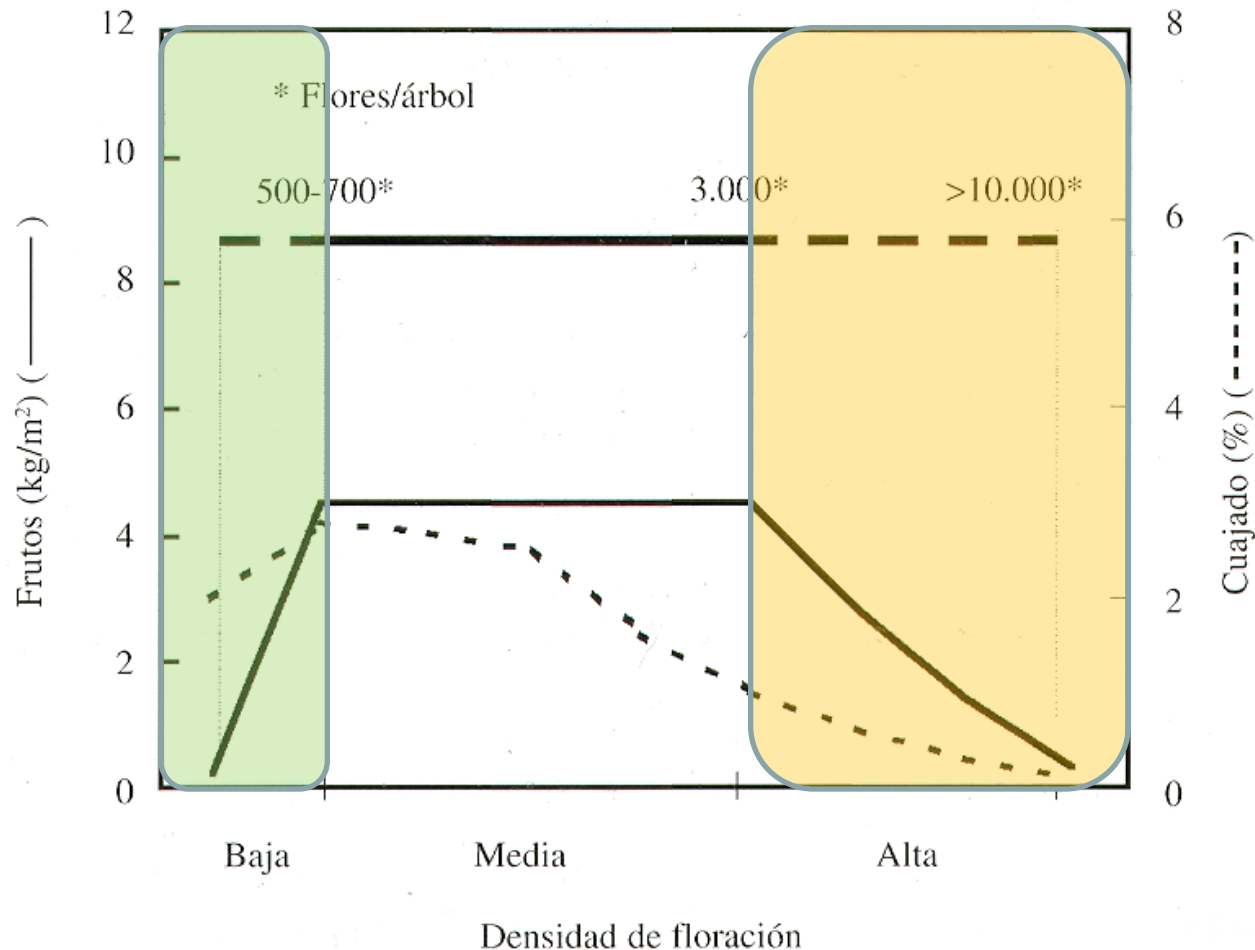 12
10
8
6
4
2
0
Frutos (kg/m²) ( —— )
* Flores/árbol
500-700*
3.000*
>10.000*
8
6
4
2
0
Cuajado (%) ( ------ )
Baja
Media
Alta
Densidad de floración